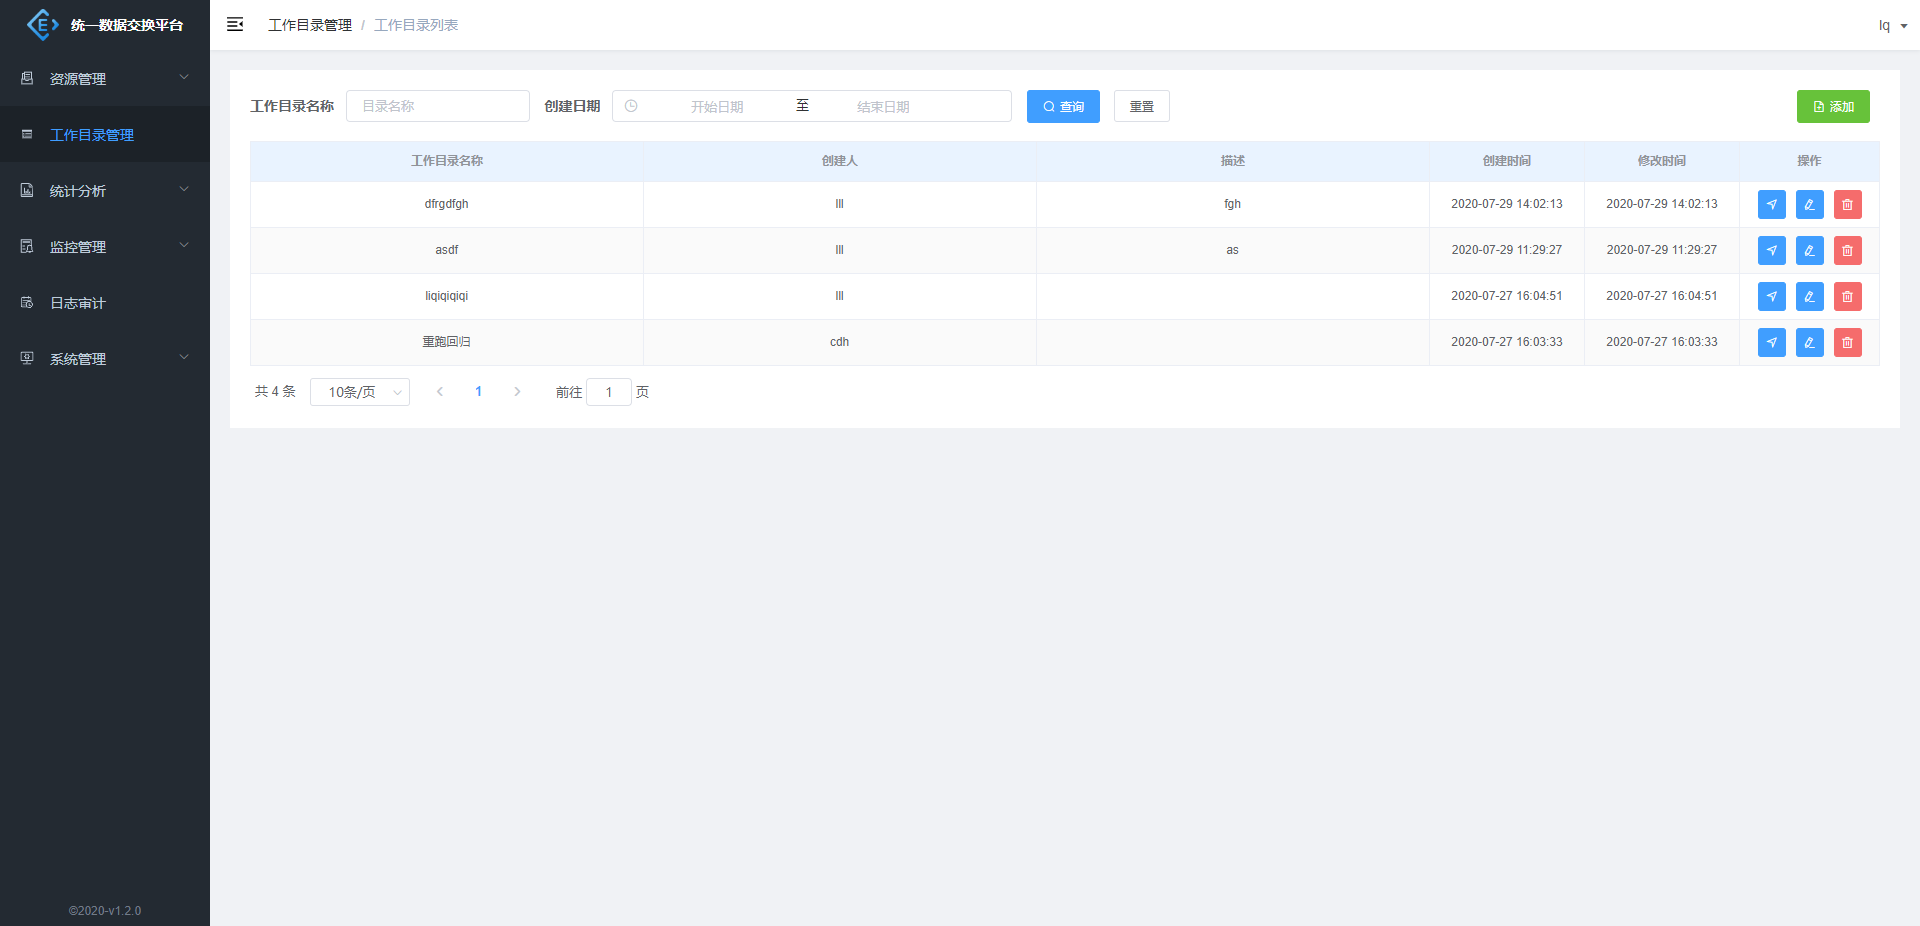 统一数据交换平台
资源管理
工作目录管理
统计分析
监控管理
日志审计
系统管理
©2020-v1.2.0
工作目录管理 / 工作目录列表
lq
工作目录名称 目录名称 创建日期 开始日期 至 结束日期 查询 重置 添加
工作目录名称 创建人 描述 创建时间 修改时间 操作
dfrgdfgh lll fgh 2020-07-29 14:02:13 2020-07-29 14:02:13
asdf lll as 2020-07-29 11:29:27 2020-07-29 11:29:27
liqiqiqiqi lll 2020-07-27 16:04:51 2020-07-27 16:04:51
重跑回归 cdh 2020-07-27 16:03:33 2020-07-27 16:03:33
共 4 条 10条/页 1 前往 1 页